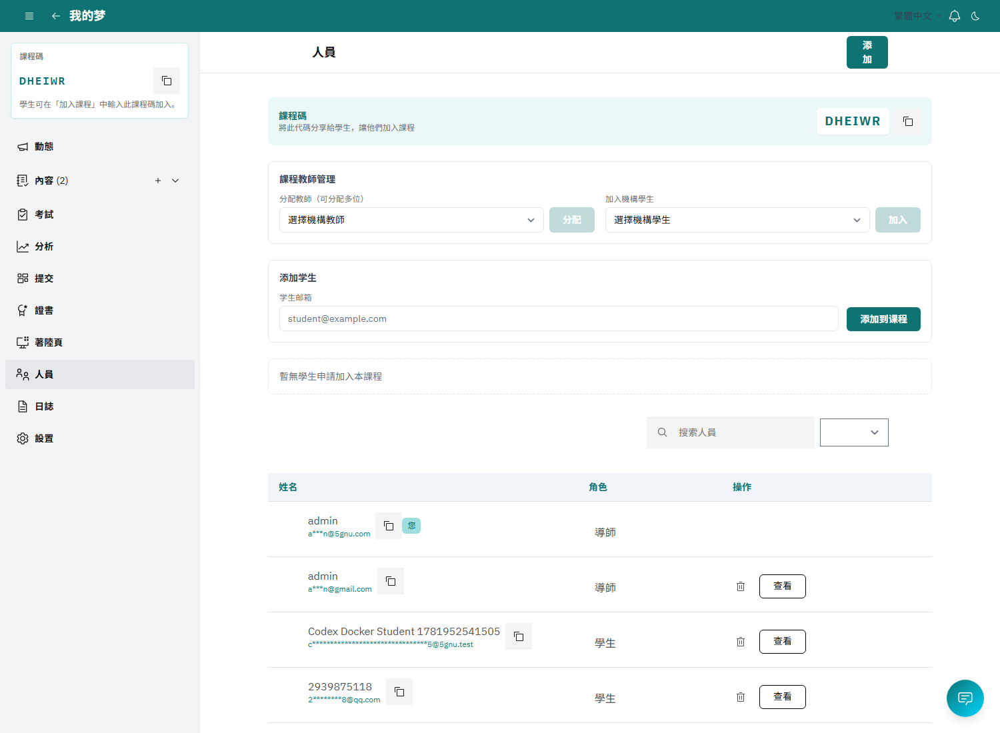 我的梦
繁體中文
課程碼
DHEIWR
學生可在「加入課程」中輸入此課程碼加入。
動態
內容 (2)
考試
分析
提交
證書
著陸頁
人員
日誌
設置
人員
添加
課程碼
將此代碼分享給學生，讓他們加入課程
DHEIWR
課程教師管理
分配教師（可分配多位）
選擇機構教師
分配
加入機構學生
選擇機構學生
加入
添加学生
学生邮箱
student@example.com
添加到课程
暫無學生申請加入本課程
搜索人員
姓名 角色 操作
admin
a***n@5gnu.com
您
導師
admin
a***n@gmail.com
導師
查看
Codex Docker Student 1781952541505
c********************************5@5gnu.test
學生
查看
2939875118
2********8@qq.com
學生
查看